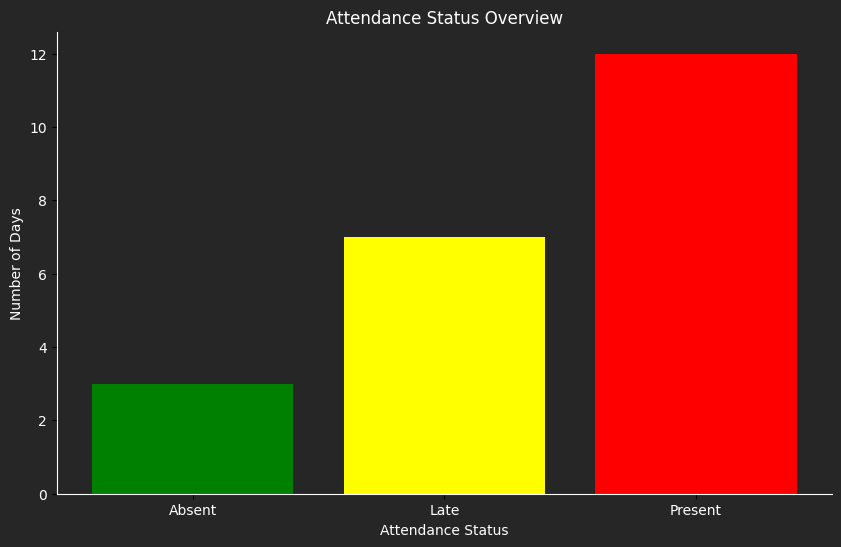 Attendance Status Overview
12
10
8
6
4
2
0
Number of Days
Absent Late Present
Attendance Status